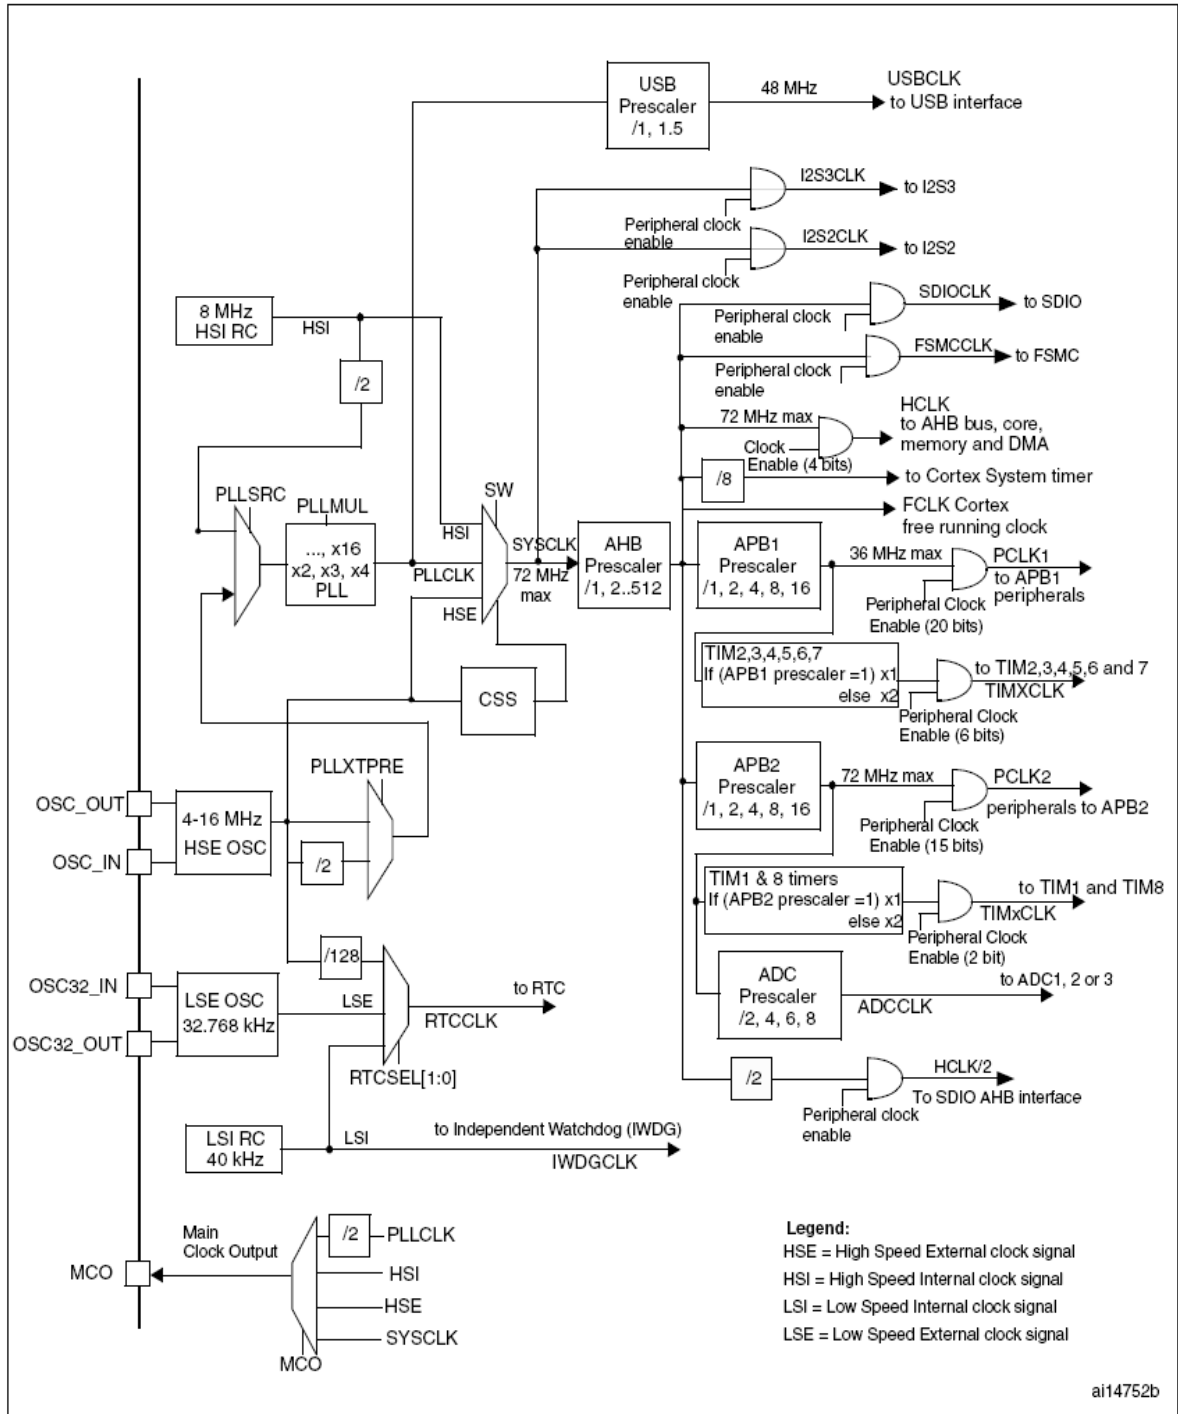 USB
Prescaler
/1, 1.5
48 MHz
USBCLK
to USB interface
I2S3CLK
to I2S3
Peripheral clock
enable
I2S2CLK
to I2S2
Peripheral clock
enable
8 MHz
HSI RC
HSI
/2
SDIOCLK
to SDIO
Peripheral clock
enable
FSMCCLK
to FSMC
Peripheral clock
enable
72 MHz max
HCLK
to AHB bus, core,
memory and DMA
Clock
Enable (4 bits)
/8
to Cortex System timer
FCLK Cortex
free running clock
PLLSRC
PLLMUL
..., x16
x2, x3, x4
PLL
SW
HSI
PLLCLK
HSE
SYSCLK
72 MHz
max
AHB
Prescaler
/1, 2..512
APB1
Prescaler
/1, 2, 4, 8, 16
36 MHz max
PCLK1
to APB1
peripherals
Peripheral Clock
Enable (20 bits)
CSS
TIM2,3,4,5,6,7
If (APB1 prescaler =1) x1
else x2
to TIM2,3,4,5,6 and 7
TIMXCLK
Peripheral Clock
Enable (6 bits)
PLLXTPRE
OSC_OUT
OSC_IN
4-16 MHz
HSE OSC
/2
APB2
Prescaler
/1, 2, 4, 8, 16
72 MHz max
PCLK2
peripherals to APB2
Peripheral Clock
Enable (15 bits)
TIM1 & 8 timers
If (APB2 prescaler =1) x1
else x2
to TIM1 and TIM8
TIMxCLK
Peripheral Clock
Enable (2 bit)
/128
OSC32_IN
OSC32_OUT
LSE OSC
32.768 kHz
LSE
to RTC
RTCCLK
RTCSEL[1:0]
ADC
Prescaler
/2, 4, 6, 8
to ADC1, 2 or 3
ADCCLK
/2
HCLK/2
To SDIO AHB interface
Peripheral clock
enable
LSI RC
40 kHz
LSI
to Independent Watchdog (IWDG)
IWDGCLK
Main
Clock Output
MCO
/2
PLLCLK
HSI
HSE
SYSCLK
MCO
Legend:
HSE = High Speed External clock signal
HSI = High Speed Internal clock signal
LSI = Low Speed Internal clock signal
LSE = Low Speed External clock signal
ai14752b